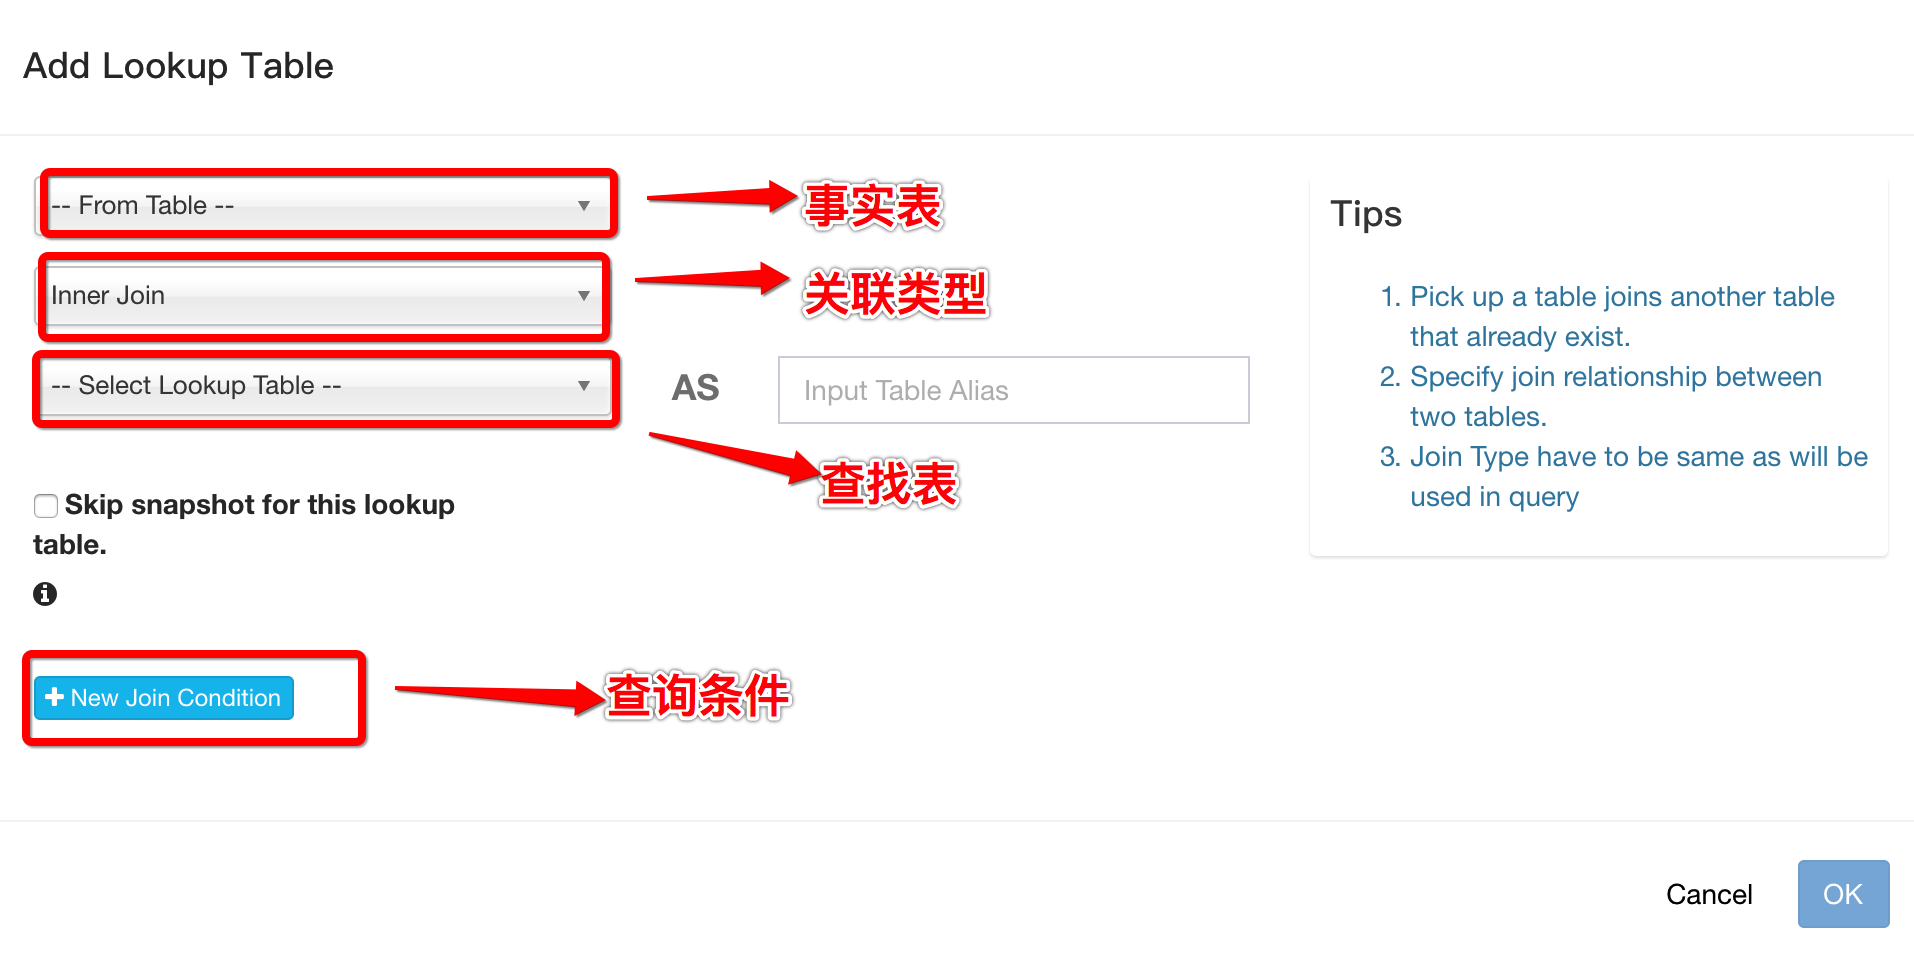 Add Lookup Table
-- From Table --
事实表
Inner Join
关联类型
-- Select Lookup Table --
AS
Input Table Alias
查找表
Skip snapshot for this lookup
table.
New Join Condition
查询条件
Tips
1. Pick up a table joins another table
that already exist.
2. Specify join relationship between
two tables.
3. Join Type have to be same as will be
used in query
Cancel
OK